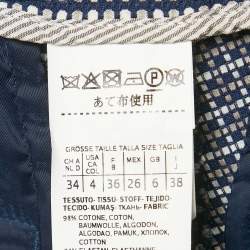 P
あて布使用
GRÖSSE TAILLE TALLA SIZE TAGLIA
CH A NL D USA CA F B MEX GB I
34 4 36 26 6 38
TESSUTO-TISSU-STOFF-TEJIDO-
TECIDO-KUMAŞ-ТКАНЬ-FABRIC
98% COTONE, COTON,
BAUMWOLLE, ALGODON,
ALGODAO, PAMUK, ХЛОПОК,
COTTON